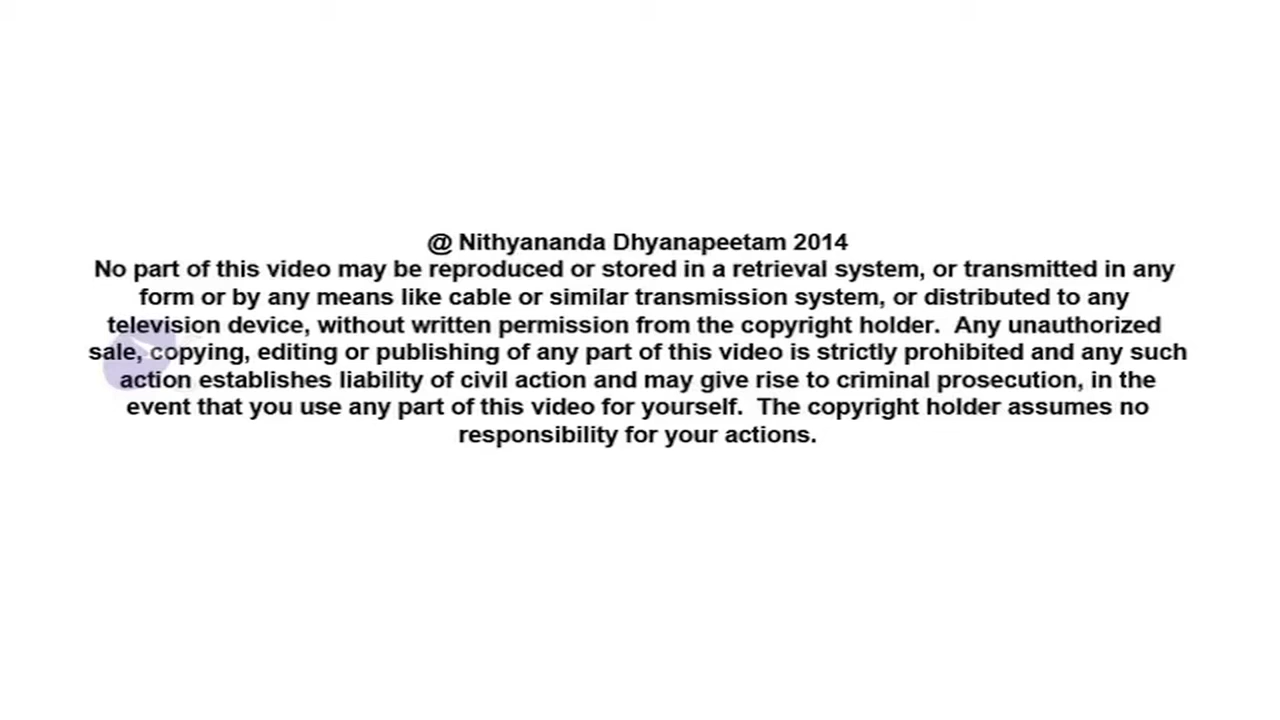 @ Nithyananda Dhyanapeetam 2014
No part of this video may be reproduced or stored in a retrieval system, or transmitted in any
form or by any means like cable or similar transmission system, or distributed to any
television device, without written permission from the copyright holder.  Any unauthorized
sale, copying, editing or publishing of any part of this video is strictly prohibited and any such
action establishes liability of civil action and may give rise to criminal prosecution, in the
event that you use any part of this video for yourself.  The copyright holder assumes no
responsibility for your actions.